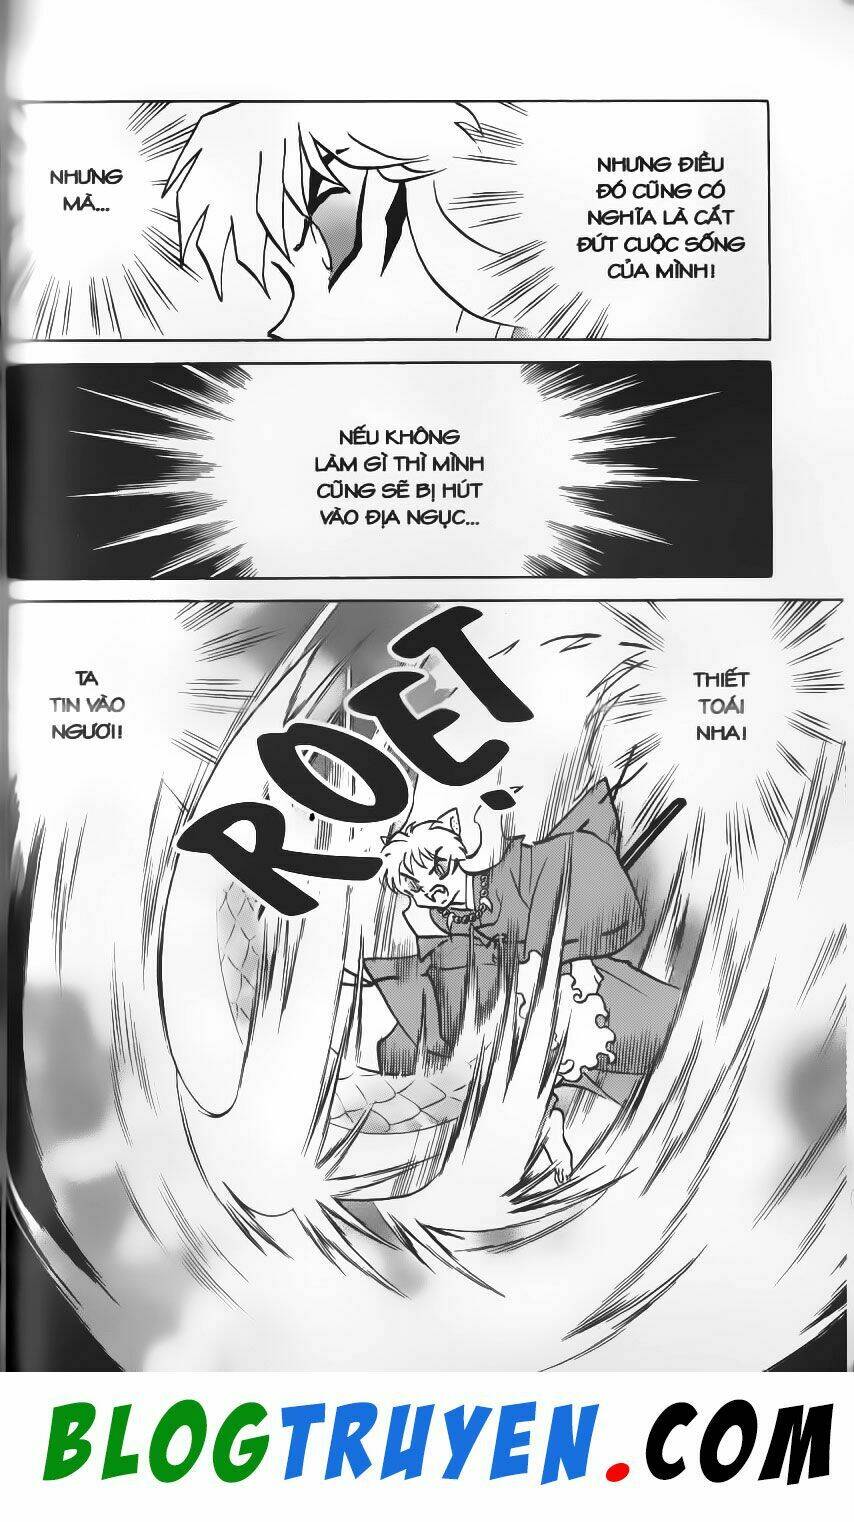 NHƯNG ĐIỀU
ĐÓ CŨNG CÓ
NGHĨA LÀ CẮT
ĐỨT CUỘC SỐNG
CỦA MÌNH!
NHƯNG
MÀ...
NẾU KHÔNG
LÀM GÌ THÌ MÌNH
CŨNG SẼ BỊ HÚT
VÀO ĐỊA NGỤC...
THIẾT
TOÁI
NHA!
ROẸT
TA
TIN VÀO
NGƯƠI!
BLOGTRUYEN.COM